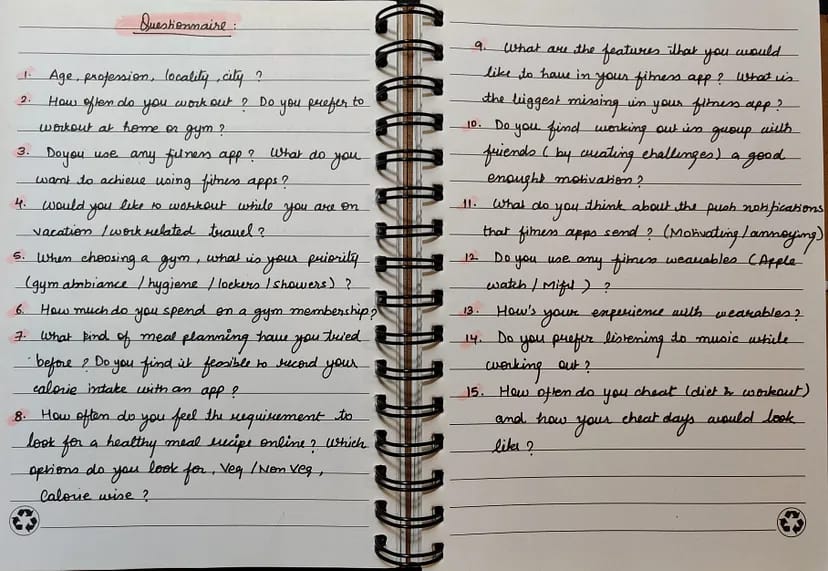 Questionnaire :
1. Age, profession, locality, city ?
2. How often do you workout ? Do you prefer to
workout at home or gym ?
3. Do you use any fitness app ? What do you
want to achieve using fitness apps ?
4. Would you like to workout while you are on
vacation / work related travel ?
5. When choosing a gym, what is your priority
(gym ambiance / hygiene / lockers / showers) ?
6. How much do you spend on a gym membership?
7. What kind of meal planning have you tried
before ? Do you find it feasible to record your
calorie intake with an app ?
8. How often do you feel the requirement to
look for a healthy meal recipe online ? Which
options do you look for, Veg / Non Veg,
Calorie wise ?
9. What are the features that you would
like to have in your fitness app ? What is
the biggest missing in your fitness app ?
10. Do you find working out in group with
friends ( by creating challenges) a good
enought motivation ?
11. What do you think about the push notifications
that fitness apps send ? (Motivating / annoying)
12. Do you use any fitness wearables (Apple
watch / Mifit ) ?
13. How's your experience with wearables ?
14. Do you prefer listening to music while
working out ?
15. How often do you cheat (diet & workout)
and how your cheat days would look
like ?